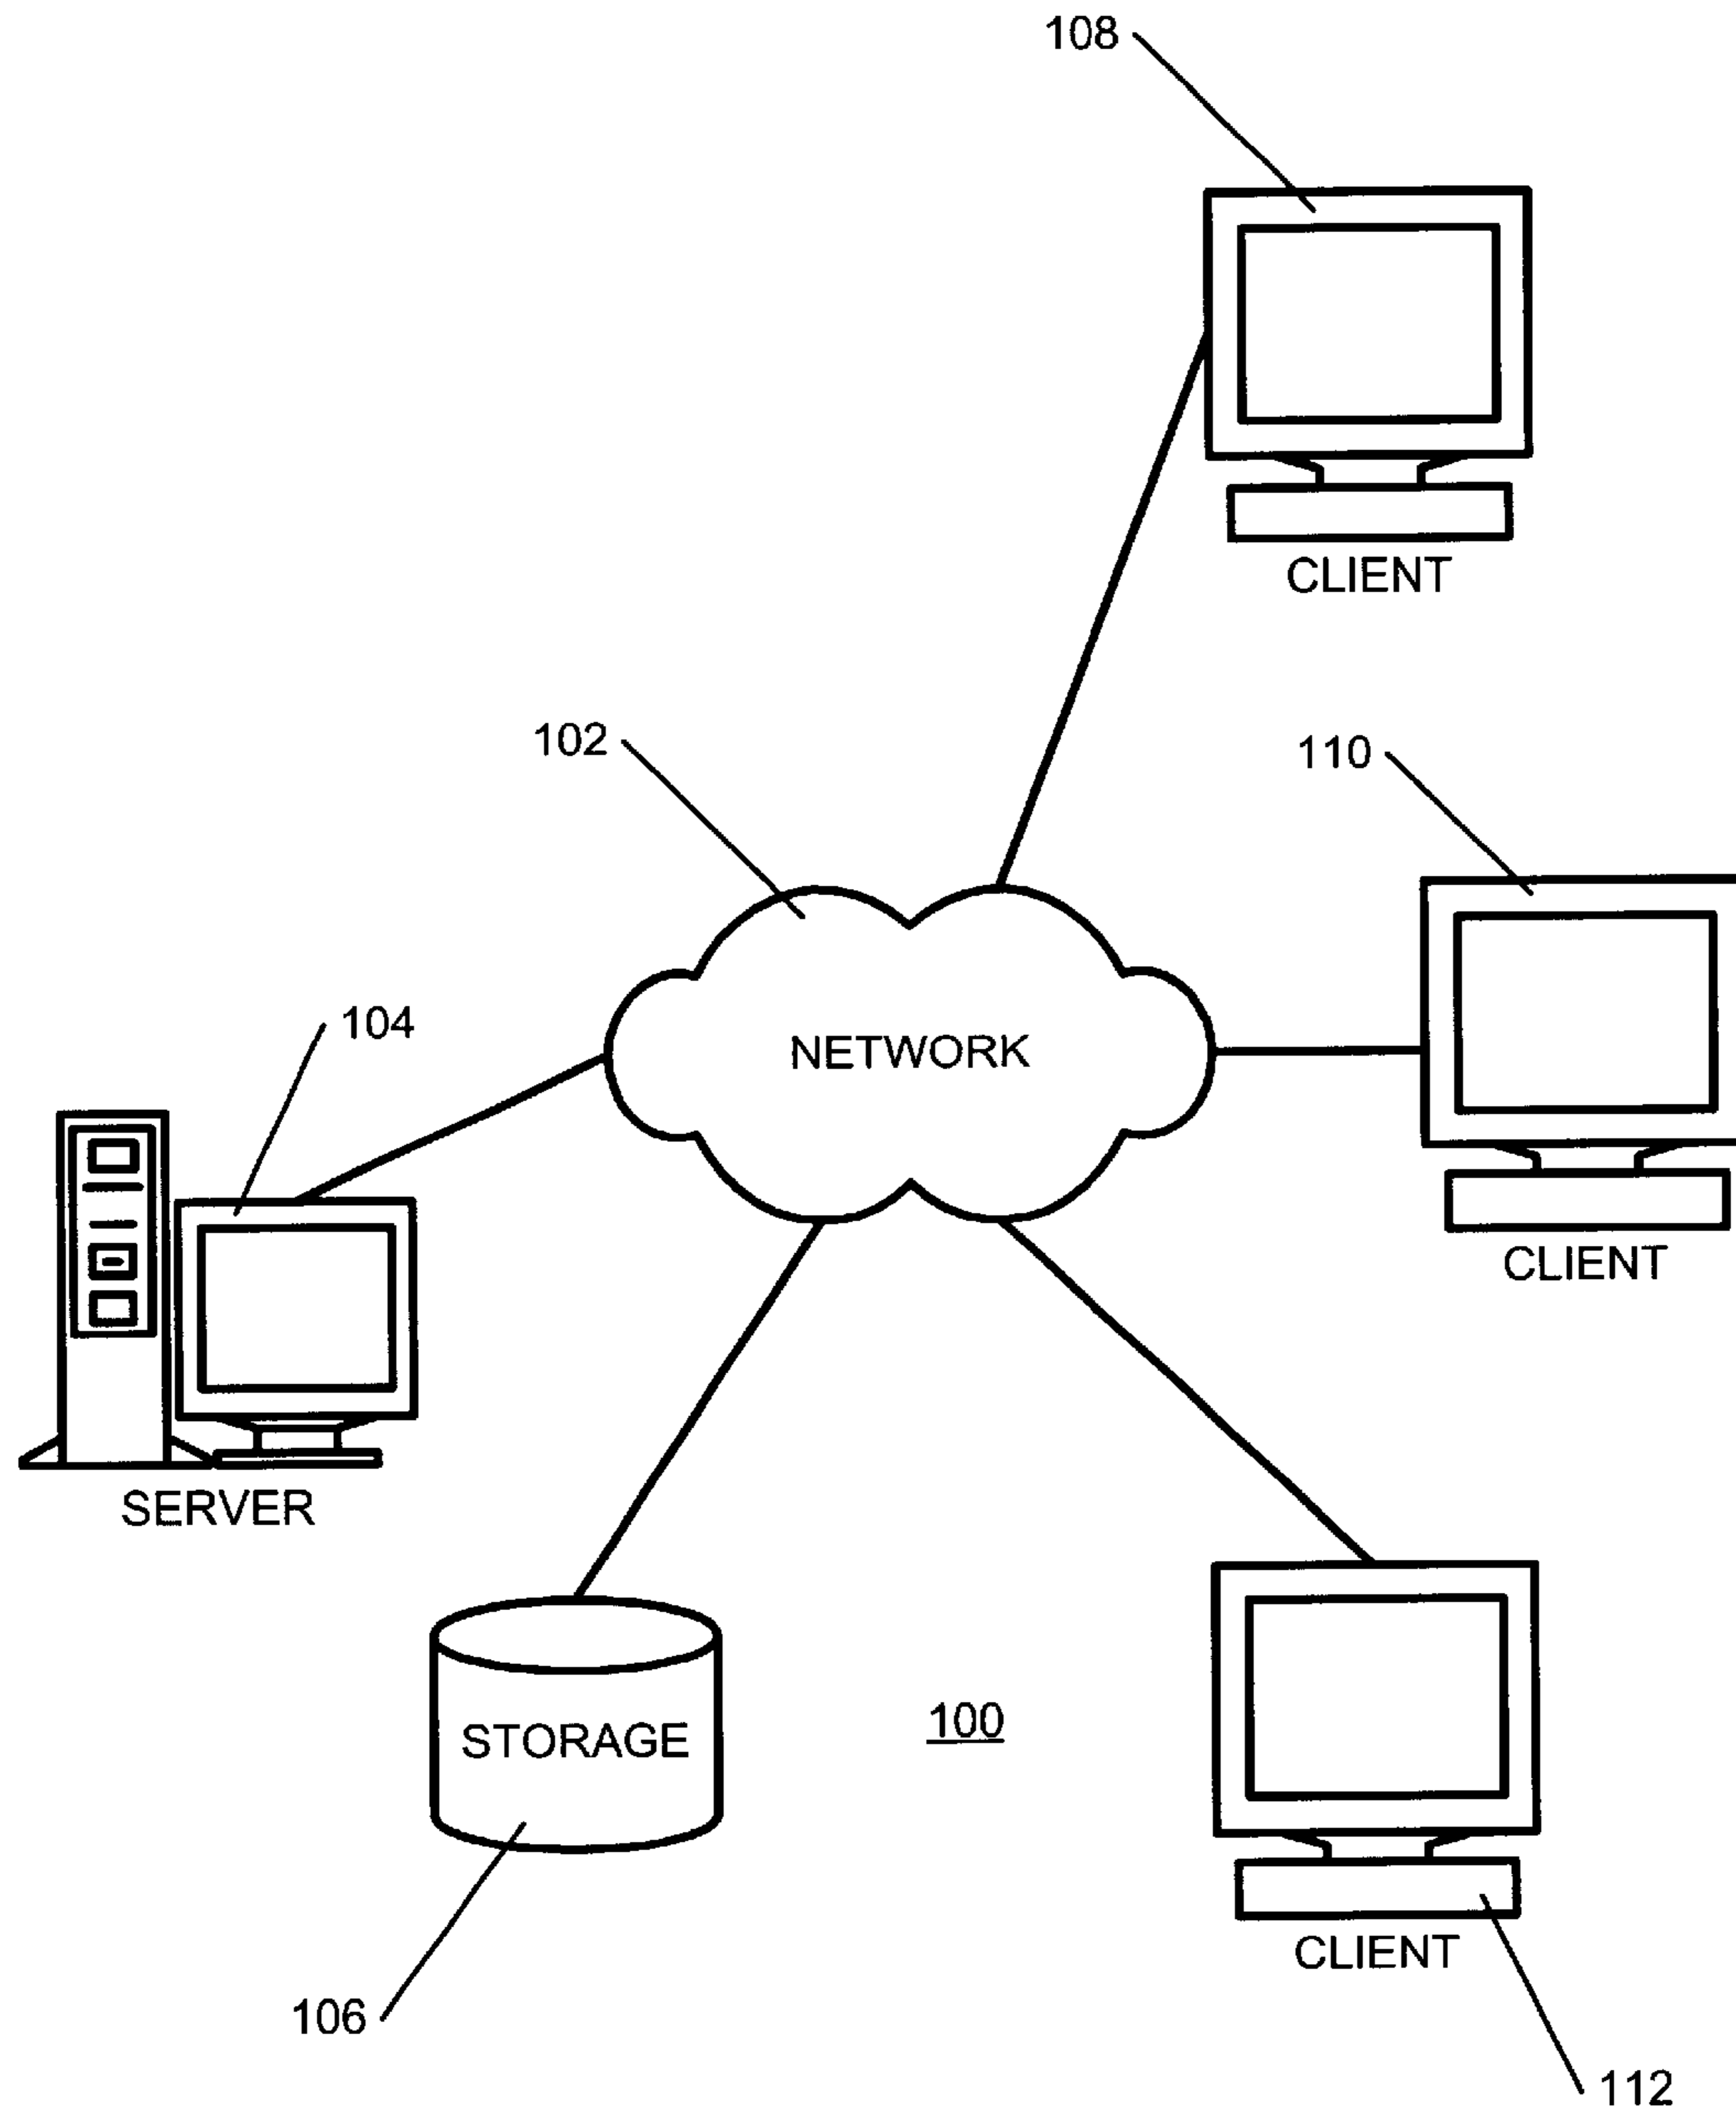 108
CLIENT
102
110
104
NETWORK
CLIENT
SERVER
STORAGE
100
CLIENT
106
112